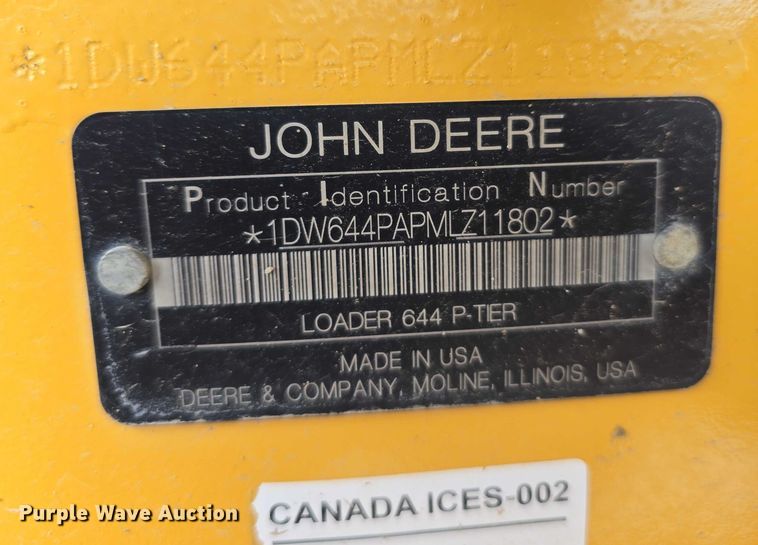 *1DW644PAPMLZ11802*
JOHN DEERE
Product Identification Number
*1DW644PAPMLZ11802*
LOADER 644 P-TIER
MADE IN USA
DEERE & COMPANY, MOLINE, ILLINOIS, USA
CANADA ICES-002
Purple Wave Auction